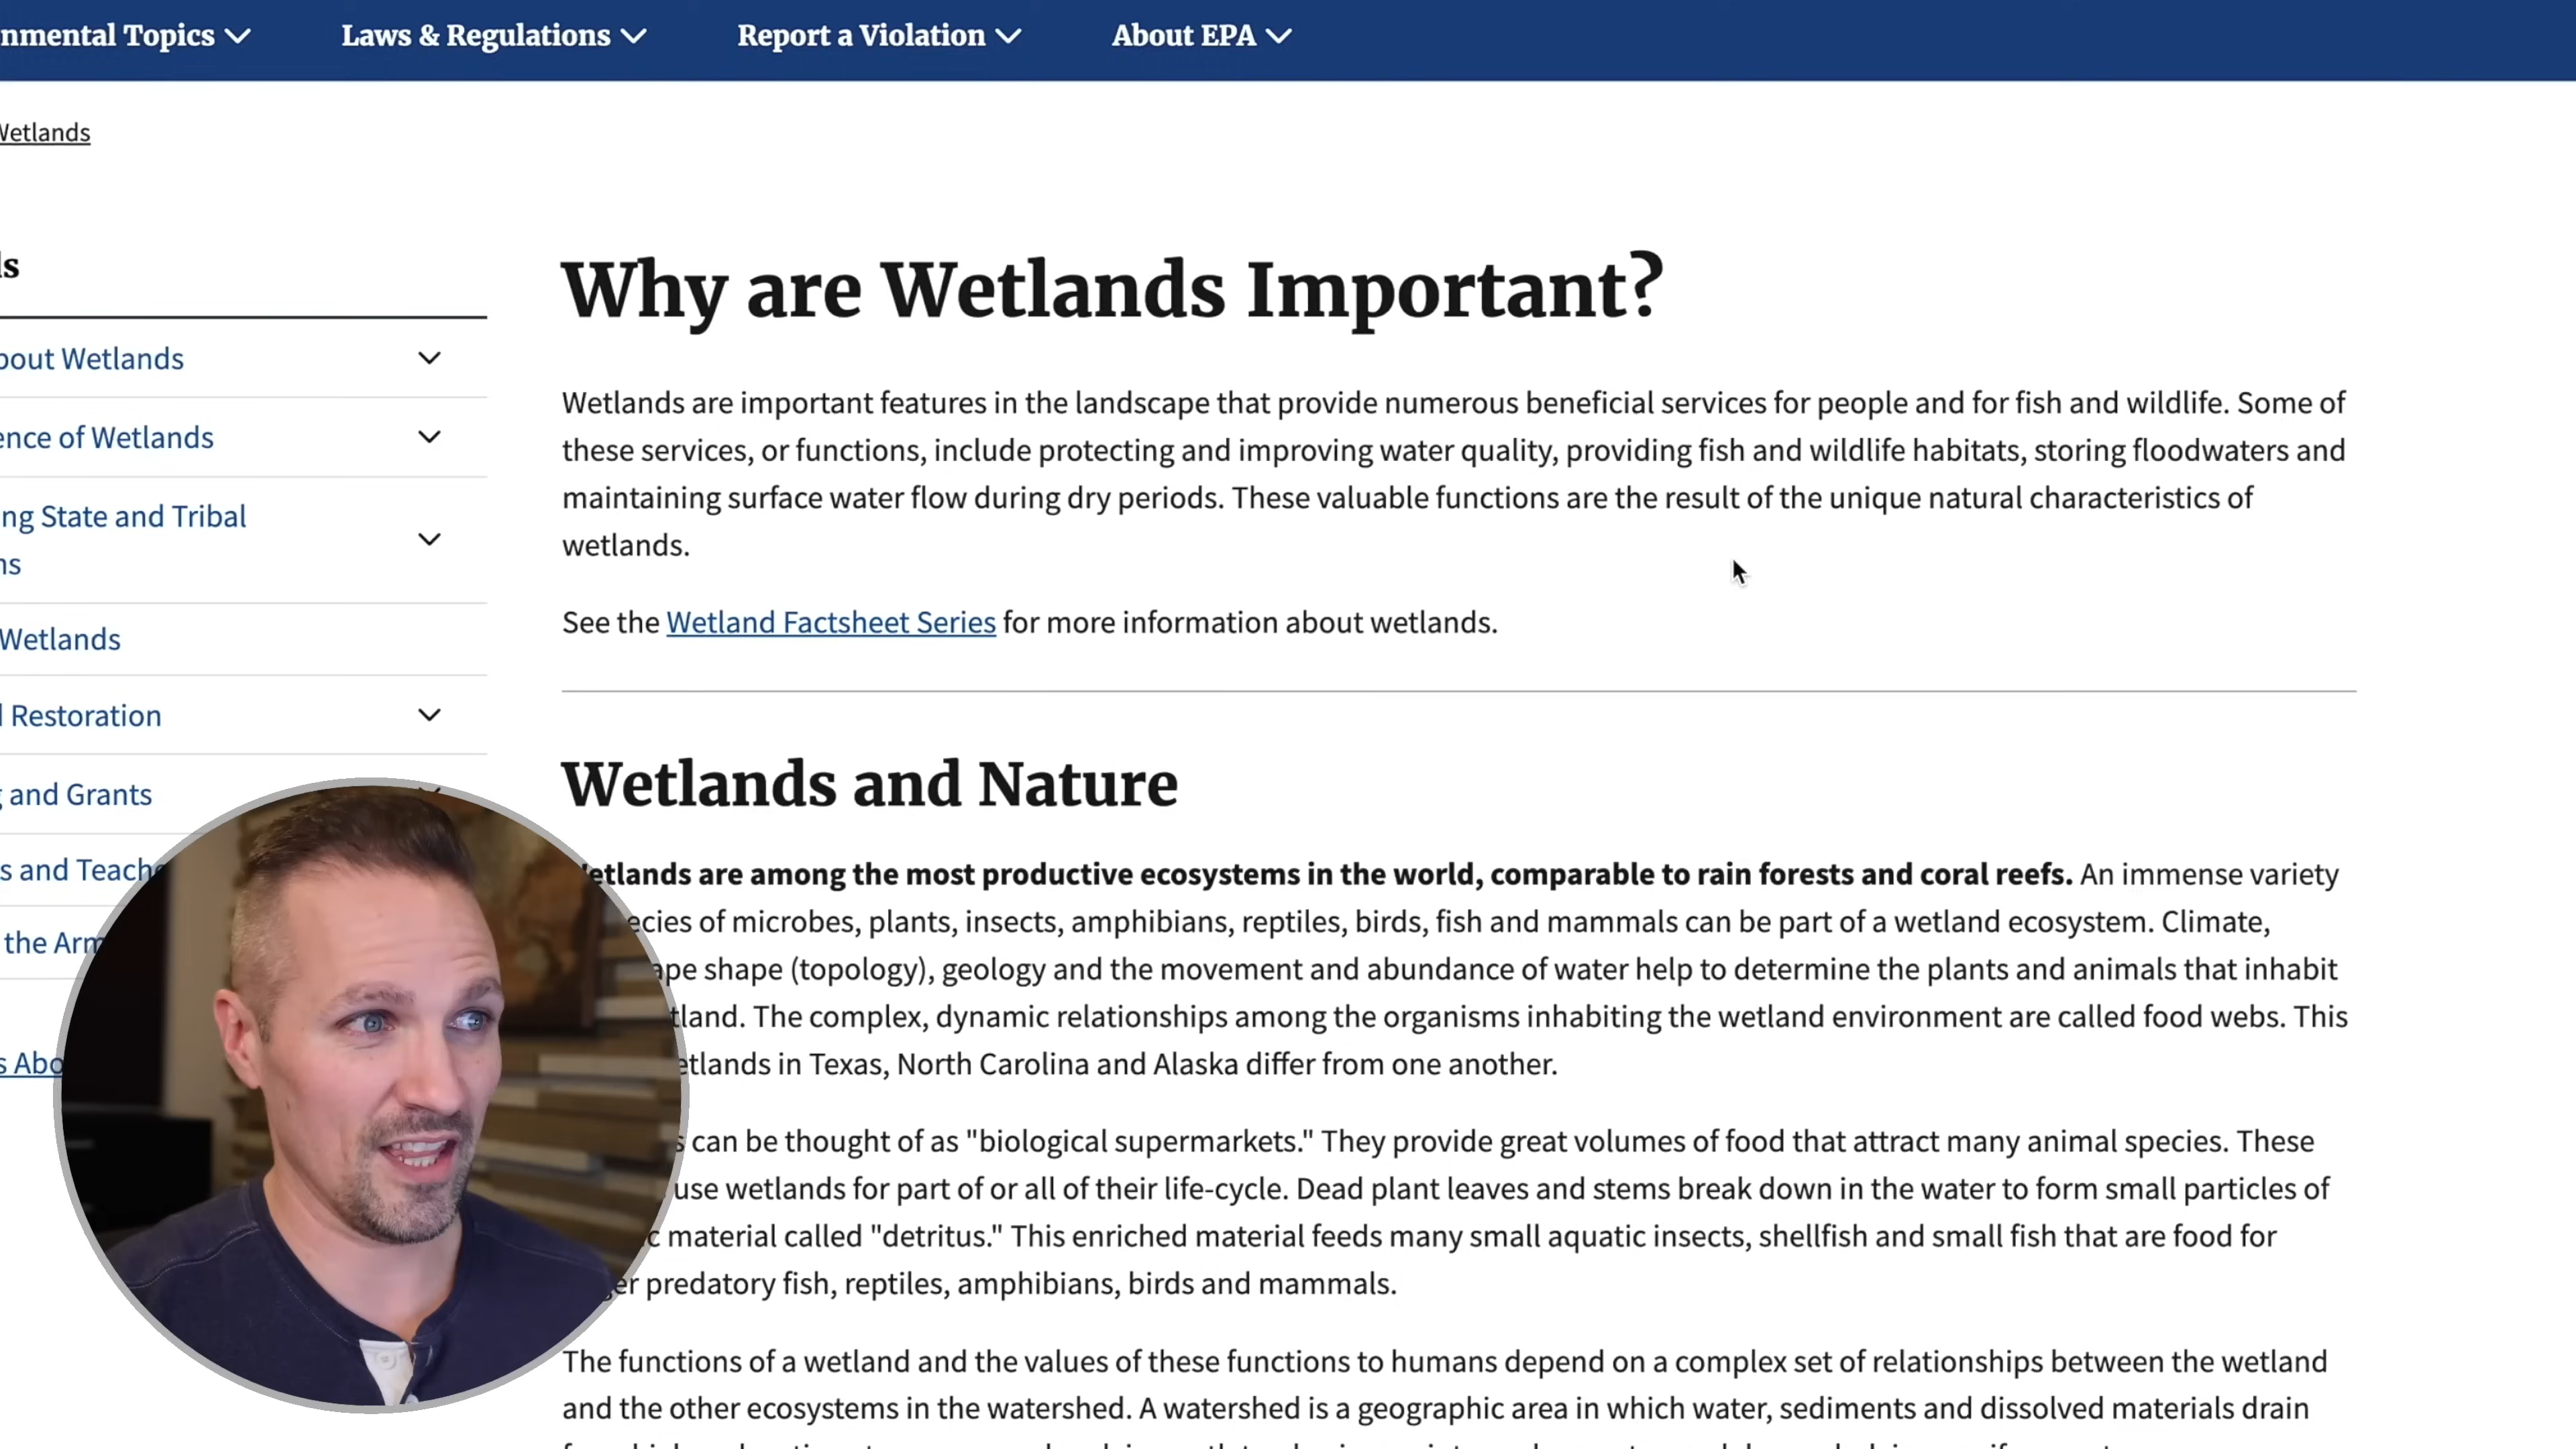 nmental Topics
Laws & Regulations
Report a Violation
About EPA
Wetlands
ls
bout Wetlands
ence of Wetlands
ng State and Tribal
ns
Wetlands
Restoration
and Grants
s and Teache
the Arm
s Abo
Why are Wetlands Important?
Wetlands are important features in the landscape that provide numerous beneficial services for people and for fish and wildlife. Some of
these services, or functions, include protecting and improving water quality, providing fish and wildlife habitats, storing floodwaters and
maintaining surface water flow during dry periods. These valuable functions are the result of the unique natural characteristics of
wetlands.
See the Wetland Factsheet Series for more information about wetlands.
Wetlands and Nature
etlands are among the most productive ecosystems in the world, comparable to rain forests and coral reefs. An immense variety
ecies of microbes, plants, insects, amphibians, reptiles, birds, fish and mammals can be part of a wetland ecosystem. Climate,
ape shape (topology), geology and the movement and abundance of water help to determine the plants and animals that inhabit
tland. The complex, dynamic relationships among the organisms inhabiting the wetland environment are called food webs. This
etlands in Texas, North Carolina and Alaska differ from one another.
s can be thought of as "biological supermarkets." They provide great volumes of food that attract many animal species. These
use wetlands for part of or all of their life-cycle. Dead plant leaves and stems break down in the water to form small particles of
c material called "detritus." This enriched material feeds many small aquatic insects, shellfish and small fish that are food for
er predatory fish, reptiles, amphibians, birds and mammals.
The functions of a wetland and the values of these functions to humans depend on a complex set of relationships between the wetland
and the other ecosystems in the watershed. A watershed is a geographic area in which water, sediments and dissolved materials drain